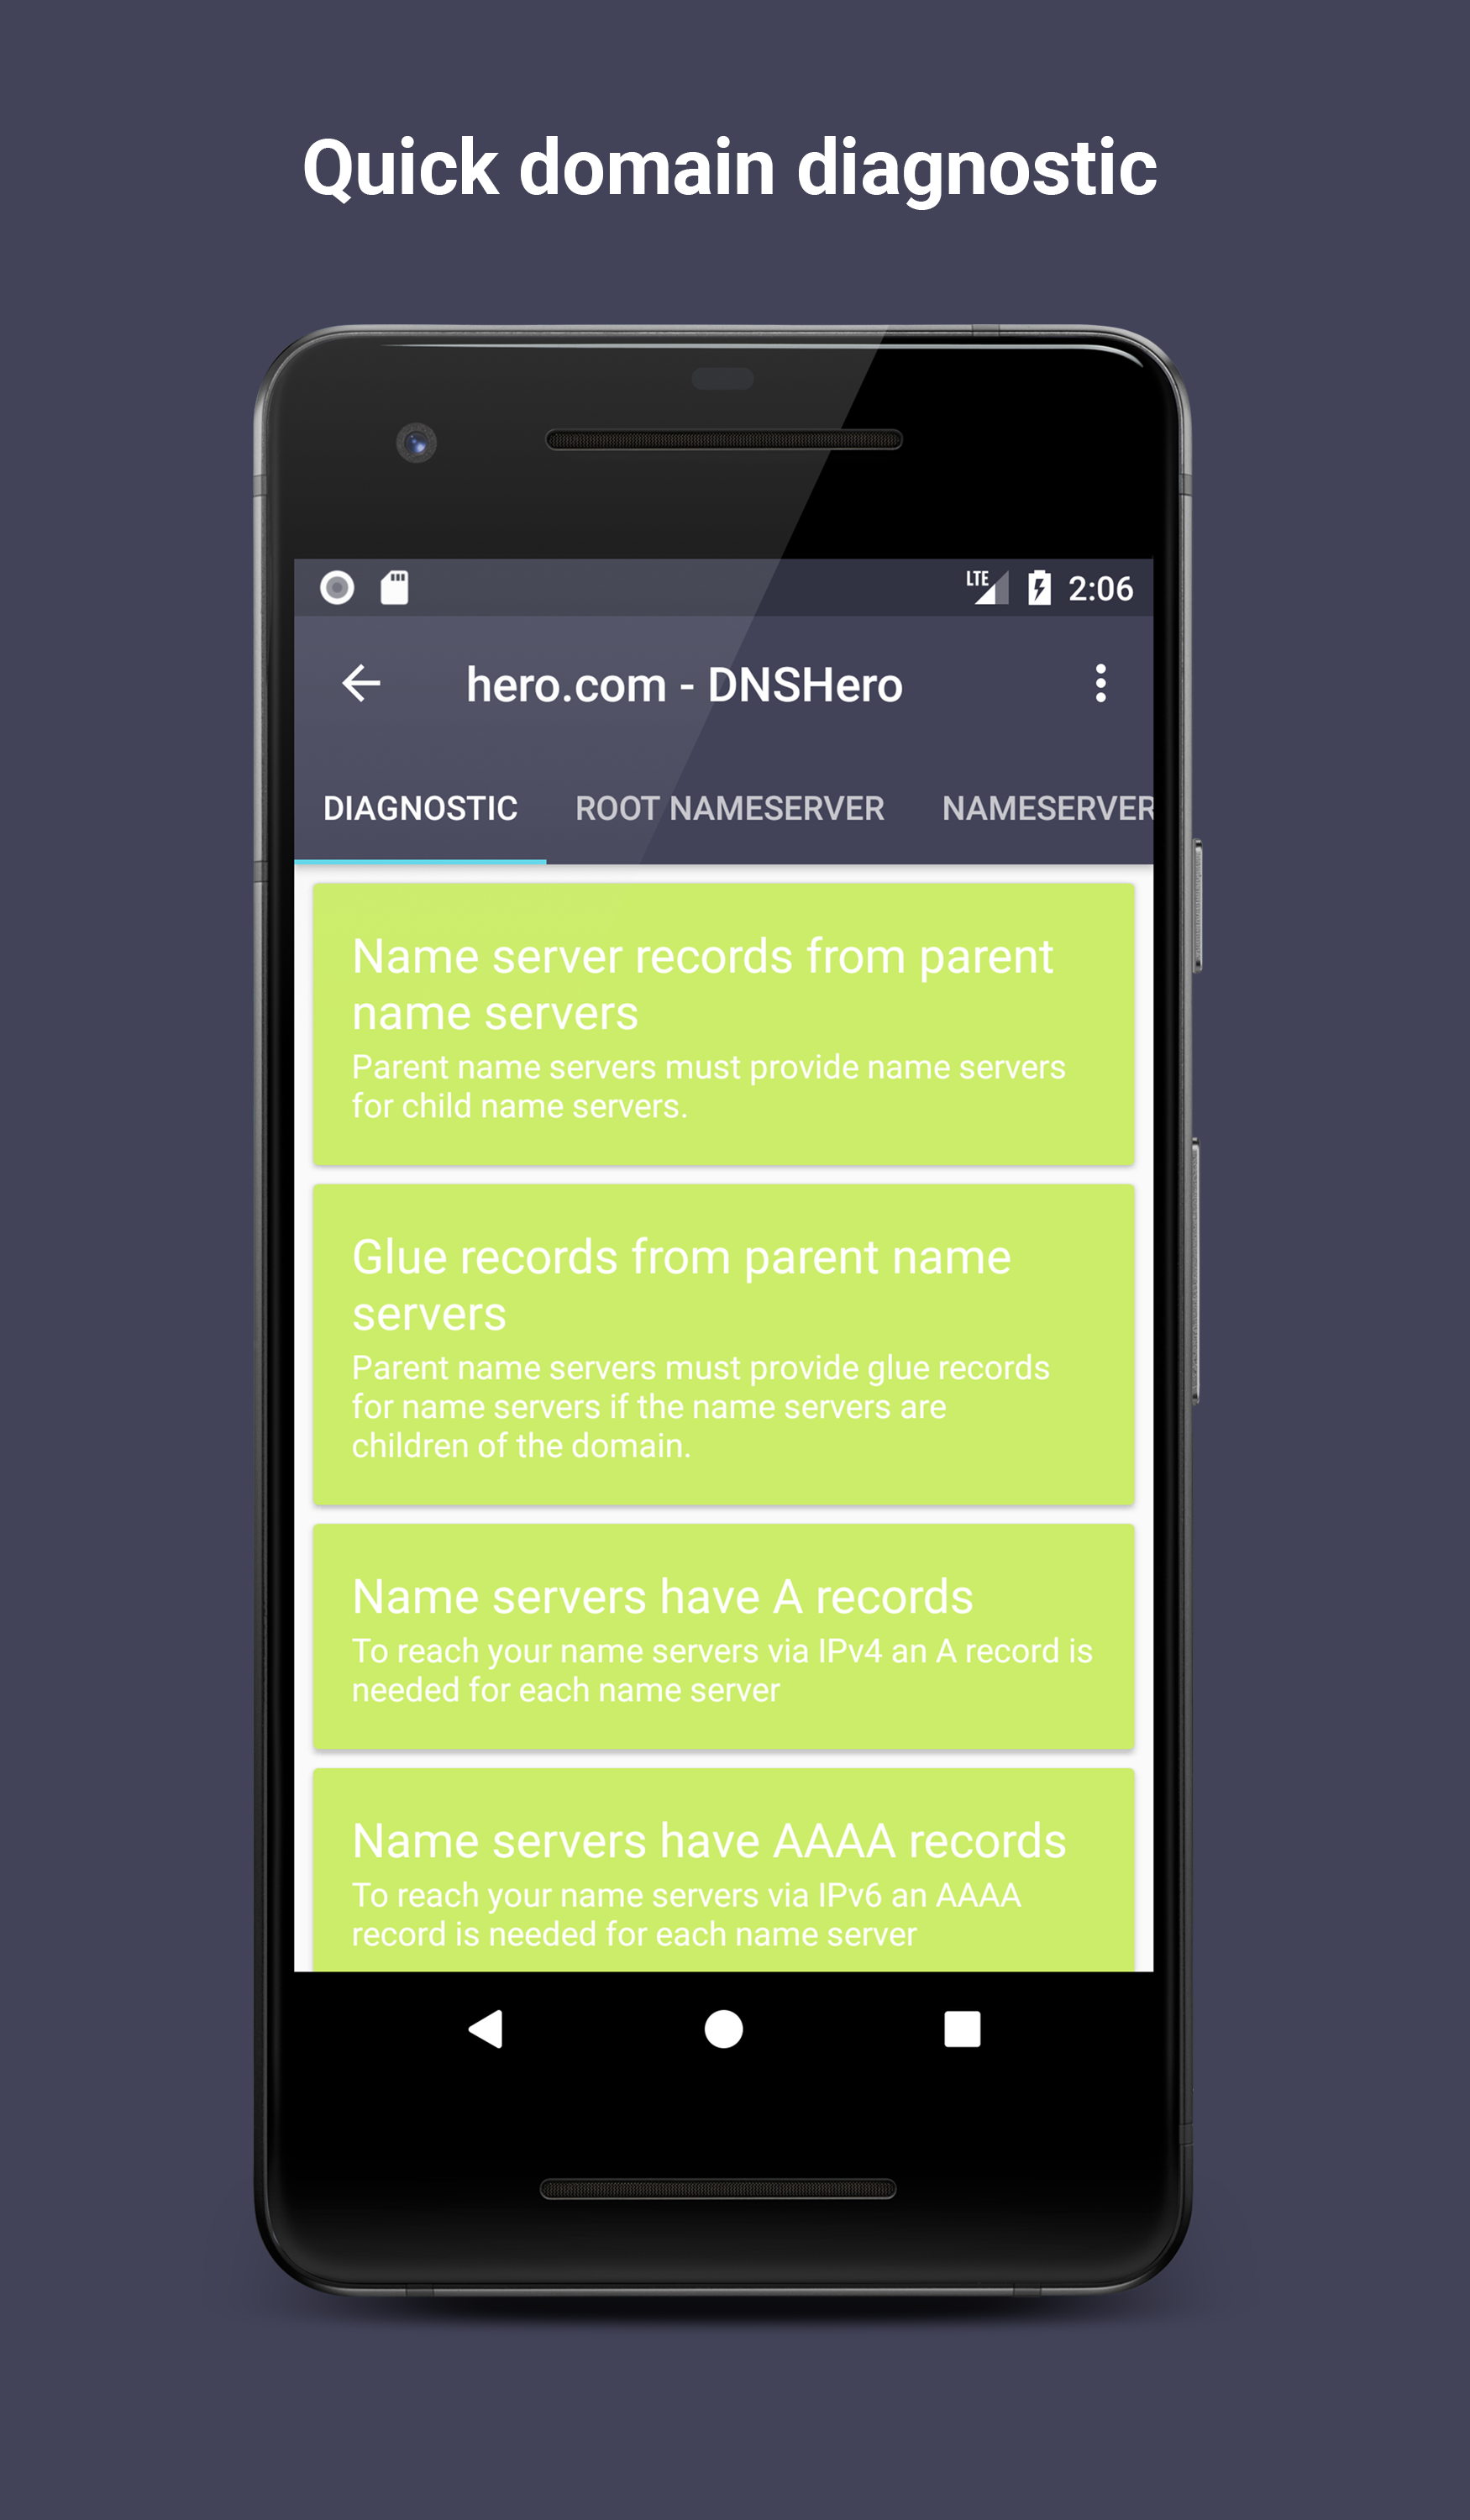 Quick domain diagnostic
LTE 2:06
hero.com - DNSHero
DIAGNOSTIC ROOT NAMESERVER NAMESERVER
Name server records from parent
name servers
Parent name servers must provide name servers
for child name servers.
Glue records from parent name
servers
Parent name servers must provide glue records
for name servers if the name servers are
children of the domain.
Name servers have A records
To reach your name servers via IPv4 an A record is
needed for each name server
Name servers have AAAA records
To reach your name servers via IPv6 an AAAA
record is needed for each name server